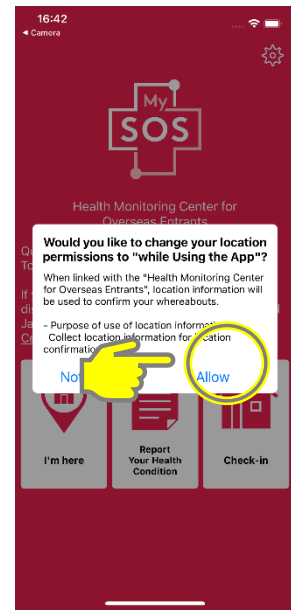 16:42
◄ Camera
My
SOS
Health Monitoring Center for
Overseas Entrants
Would you like to change your location
permissions to "while Using the App"?
When linked with the "Health Monitoring Center
for Overseas Entrants", location information will
be used to confirm your whereabouts.
- Purpose of use of location information
Collect location information for location
confirmation
Allow
I'm here
Report
Your Health
Condition
Check-in